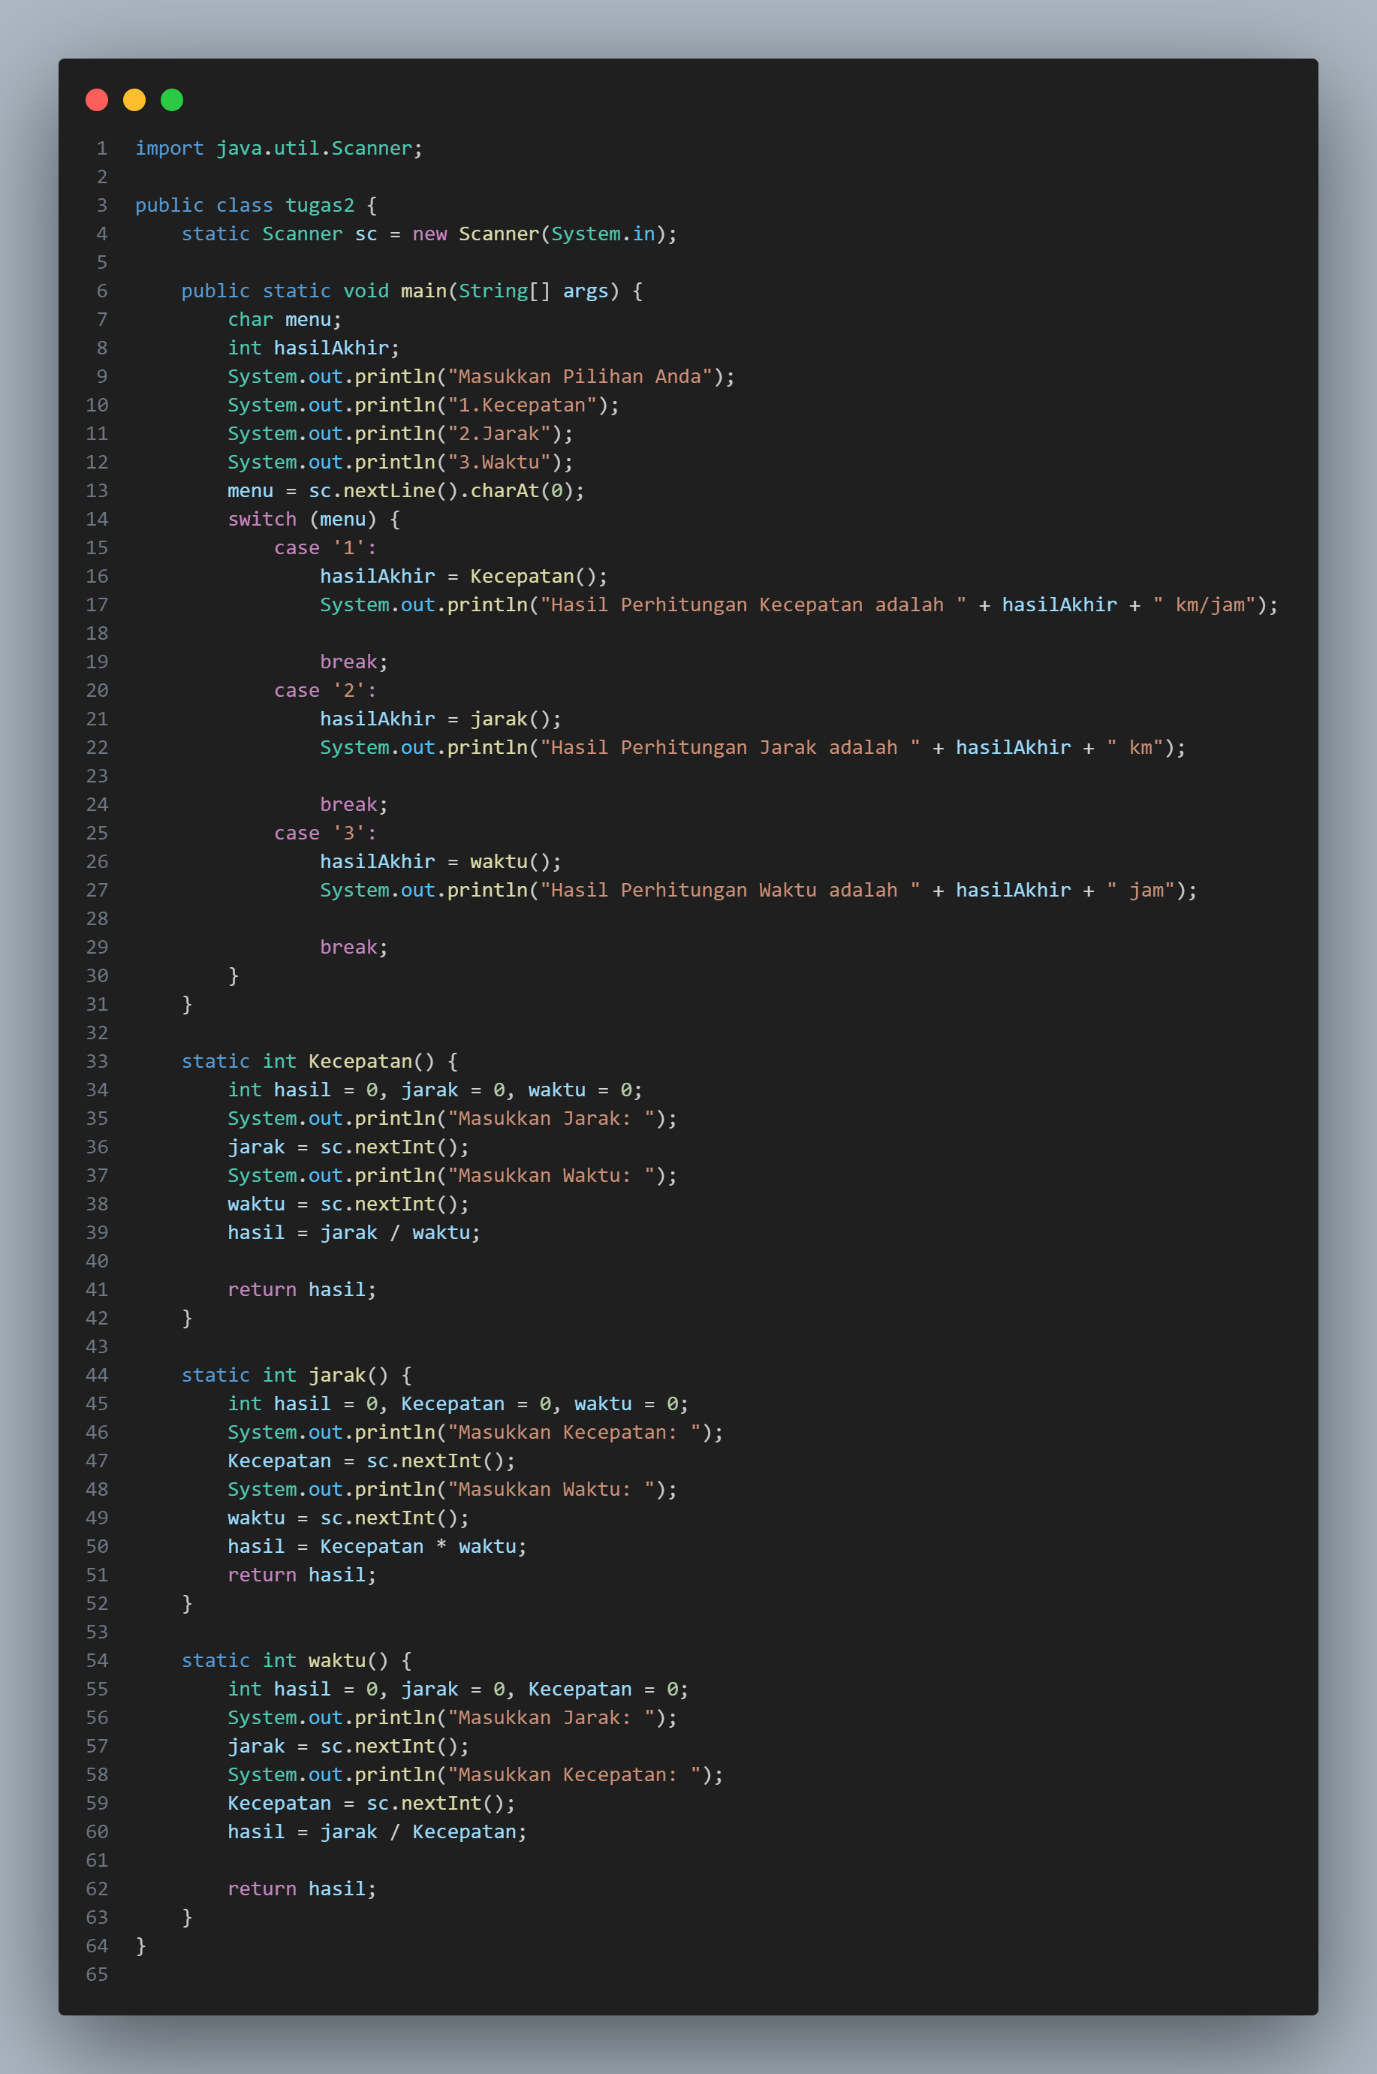 1 import java.util.Scanner;
2
3 public class tugas2 {
4     static Scanner sc = new Scanner(System.in);
5
6     public static void main(String[] args) {
7         char menu;
8         int hasilAkhir;
9         System.out.println("Masukkan Pilihan Anda");
10         System.out.println("1.Kecepatan");
11         System.out.println("2.Jarak");
12         System.out.println("3.Waktu");
13         menu = sc.nextLine().charAt(0);
14         switch (menu) {
15             case '1':
16                 hasilAkhir = Kecepatan();
17                 System.out.println("Hasil Perhitungan Kecepatan adalah " + hasilAkhir + " km/jam");
18
19                 break;
20             case '2':
21                 hasilAkhir = jarak();
22                 System.out.println("Hasil Perhitungan Jarak adalah " + hasilAkhir + " km");
23
24                 break;
25             case '3':
26                 hasilAkhir = waktu();
27                 System.out.println("Hasil Perhitungan Waktu adalah " + hasilAkhir + " jam");
28
29                 break;
30         }
31     }
32
33     static int Kecepatan() {
34         int hasil = 0, jarak = 0, waktu = 0;
35         System.out.println("Masukkan Jarak: ");
36         jarak = sc.nextInt();
37         System.out.println("Masukkan Waktu: ");
38         waktu = sc.nextInt();
39         hasil = jarak / waktu;
40
41         return hasil;
42     }
43
44     static int jarak() {
45         int hasil = 0, Kecepatan = 0, waktu = 0;
46         System.out.println("Masukkan Kecepatan: ");
47         Kecepatan = sc.nextInt();
48         System.out.println("Masukkan Waktu: ");
49         waktu = sc.nextInt();
50         hasil = Kecepatan * waktu;
51         return hasil;
52     }
53
54     static int waktu() {
55         int hasil = 0, jarak = 0, Kecepatan = 0;
56         System.out.println("Masukkan Jarak: ");
57         jarak = sc.nextInt();
58         System.out.println("Masukkan Kecepatan: ");
59         Kecepatan = sc.nextInt();
60         hasil = jarak / Kecepatan;
61
62         return hasil;
63     }
64 }
65